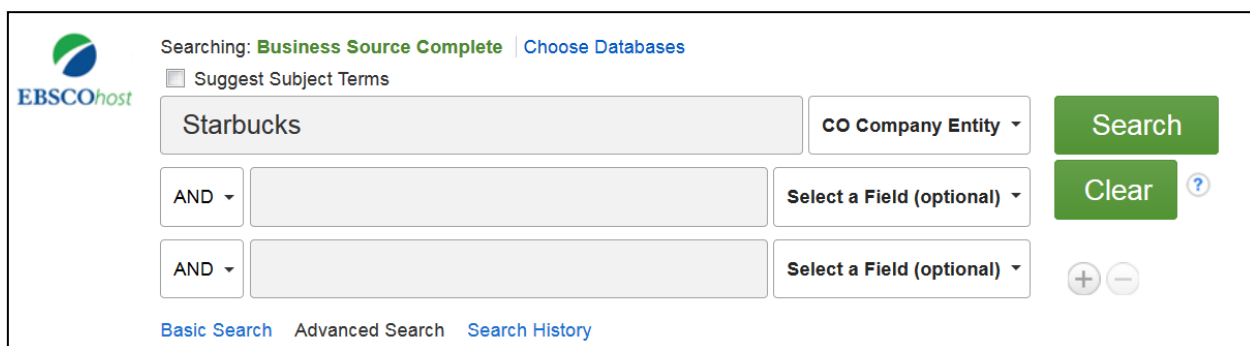 Searching: Business Source Complete Choose Databases
Suggest Subject Terms
EBSCOhost
Starbucks CO Company Entity Search
AND Select a Field (optional) Clear ?
AND Select a Field (optional) + −
Basic Search Advanced Search Search History